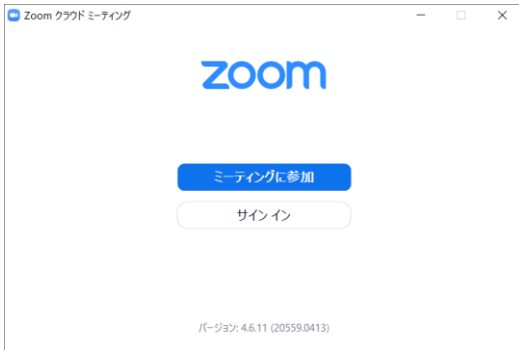 Zoom クラウド ミーティング
zoom
ミーティングに参加
サイン イン
バージョン: 4.6.11 (20559.0413)